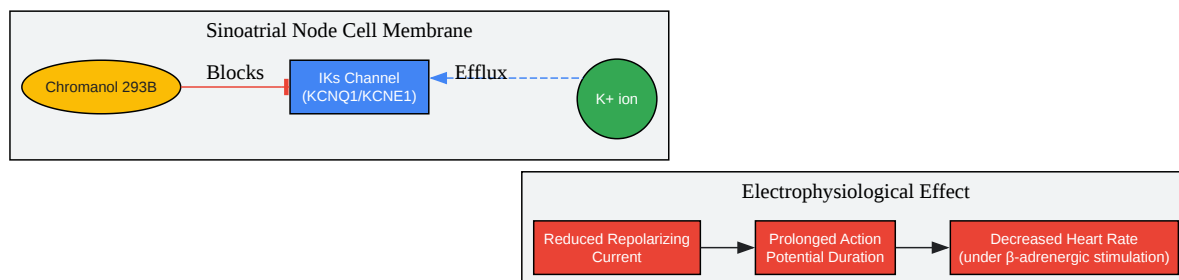 Sinoatrial Node Cell Membrane
Chromanol 293B
Blocks
IKs Channel
(KCNQ1/KCNE1)
Efflux
K+ ion
Electrophysiological Effect
Reduced Repolarizing
Current
Prolonged Action
Potential Duration
Decreased Heart Rate
(under β-adrenergic stimulation)